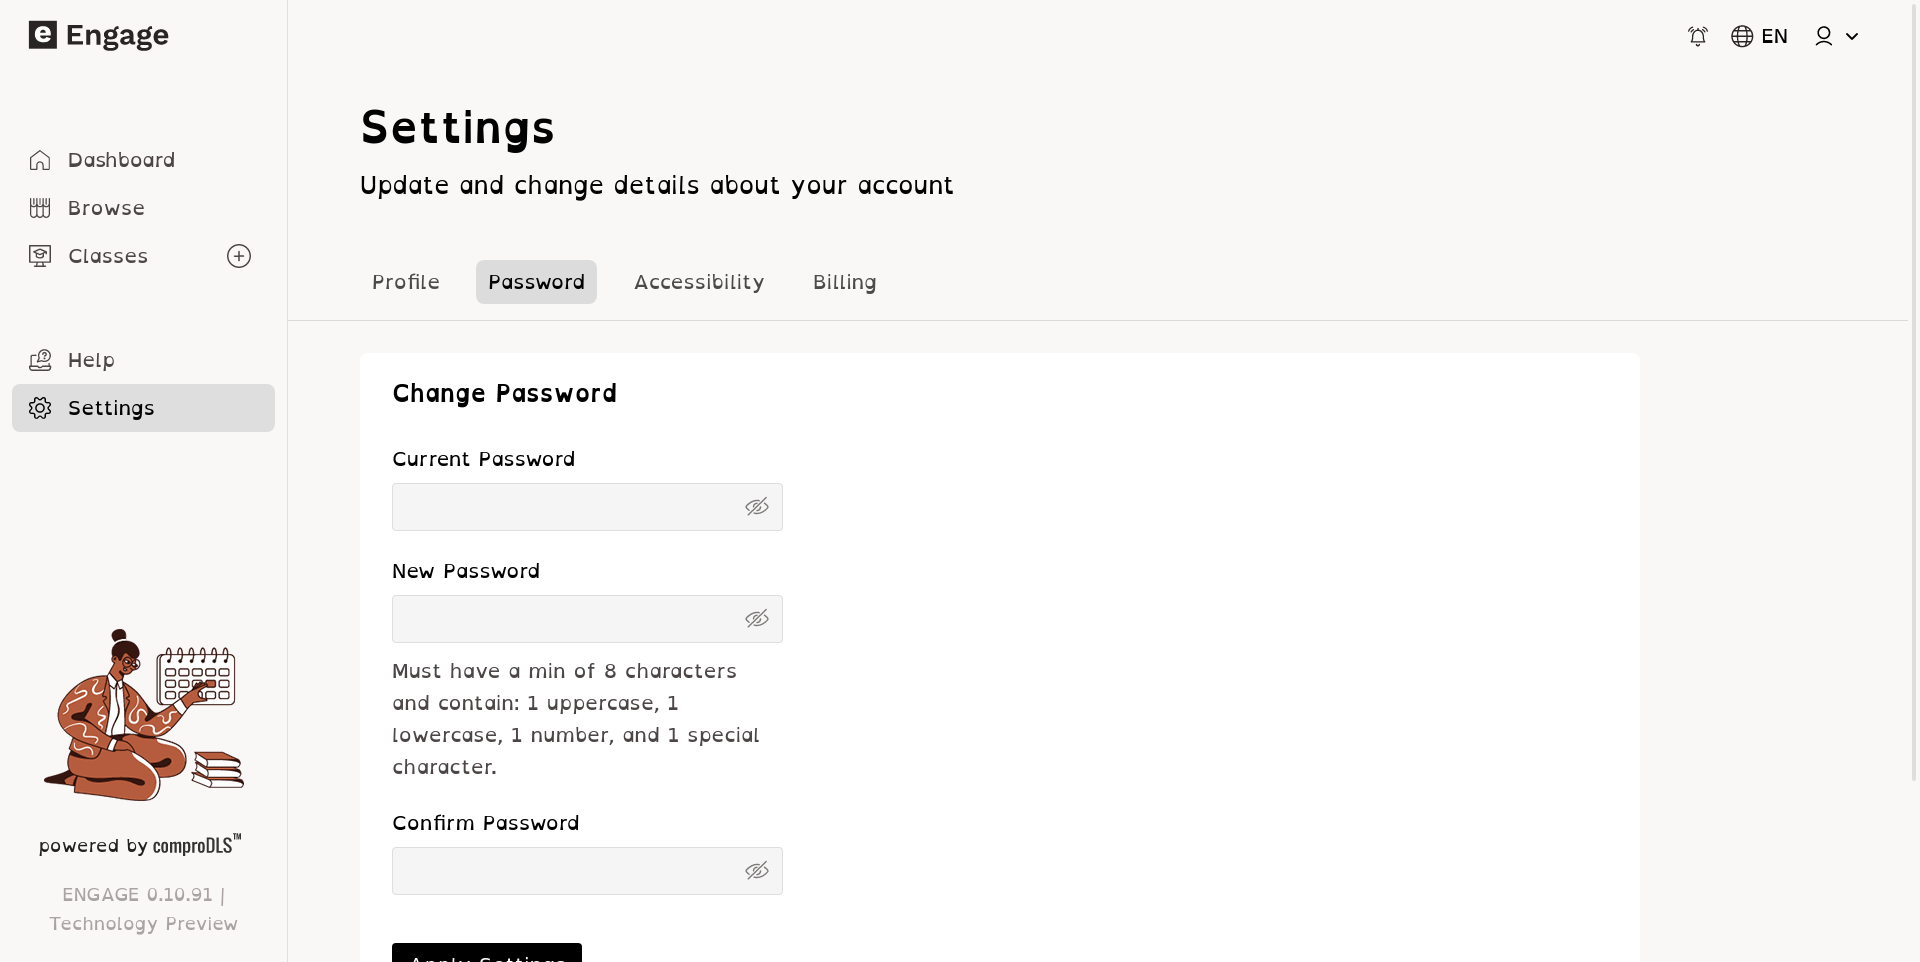 e Engage
EN
Dashboard
Browse
Classes
Help
Settings
powered by comproDLS™
ENGAGE 0.10.91 |
Technology Preview
Settings
Update and change details about your account
Profile Password Accessibility Billing
Change Password
Current Password
New Password
Must have a min of 8 characters
and contain: 1 uppercase, 1
lowercase, 1 number, and 1 special
character.
Confirm Password
Apply Settings